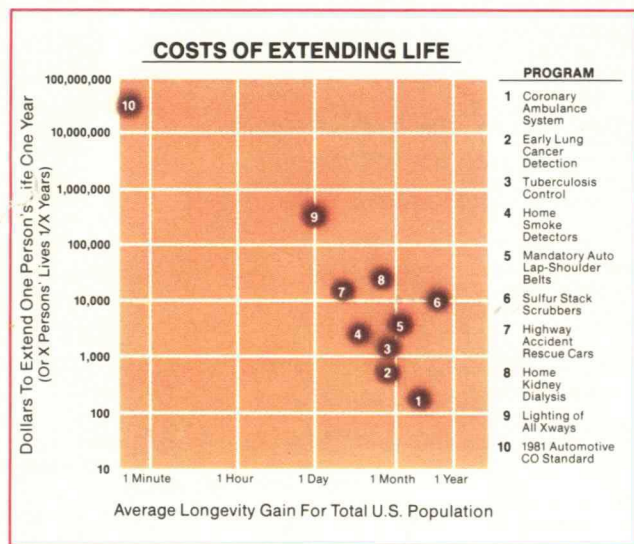 COSTS OF EXTENDING LIFE
Dollars To Extend One Person's Life One Year
(Or X Persons' Lives 1/X Years)
100,000,000
10,000,000
1,000,000
100,000
10,000
1,000
100
10
10
9
8
7
6
5
4
3
2
1
1 Minute
1 Hour
1 Day
1 Month
1 Year
Average Longevity Gain For Total U.S. Population
PROGRAM
1 Coronary
Ambulance
System
2 Early Lung
Cancer
Detection
3 Tuberculosis
Control
4 Home
Smoke
Detectors
5 Mandatory Auto
Lap-Shoulder
Belts
6 Sulfur Stack
Scrubbers
7 Highway
Accident
Rescue Cars
8 Home
Kidney
Dialysis
9 Lighting of
All Xways
10 1981 Automotive
CO Standard